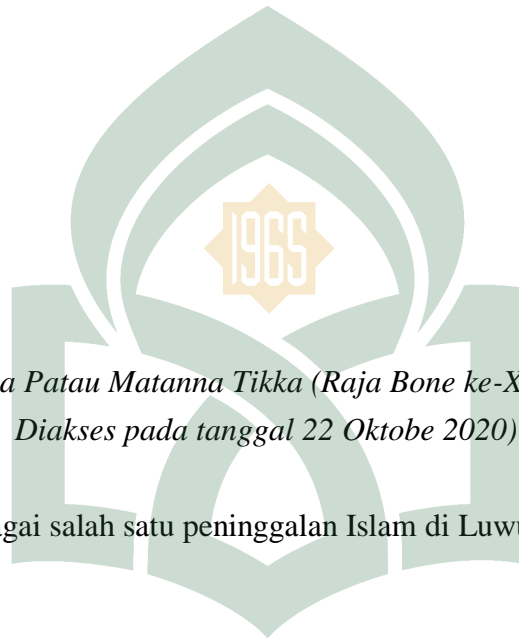 1965
a Patau Matanna Tikka (Raja Bone ke-X
Diakses pada tanggal 22 Oktobe 2020)
agai salah satu peninggalan Islam di Luwu